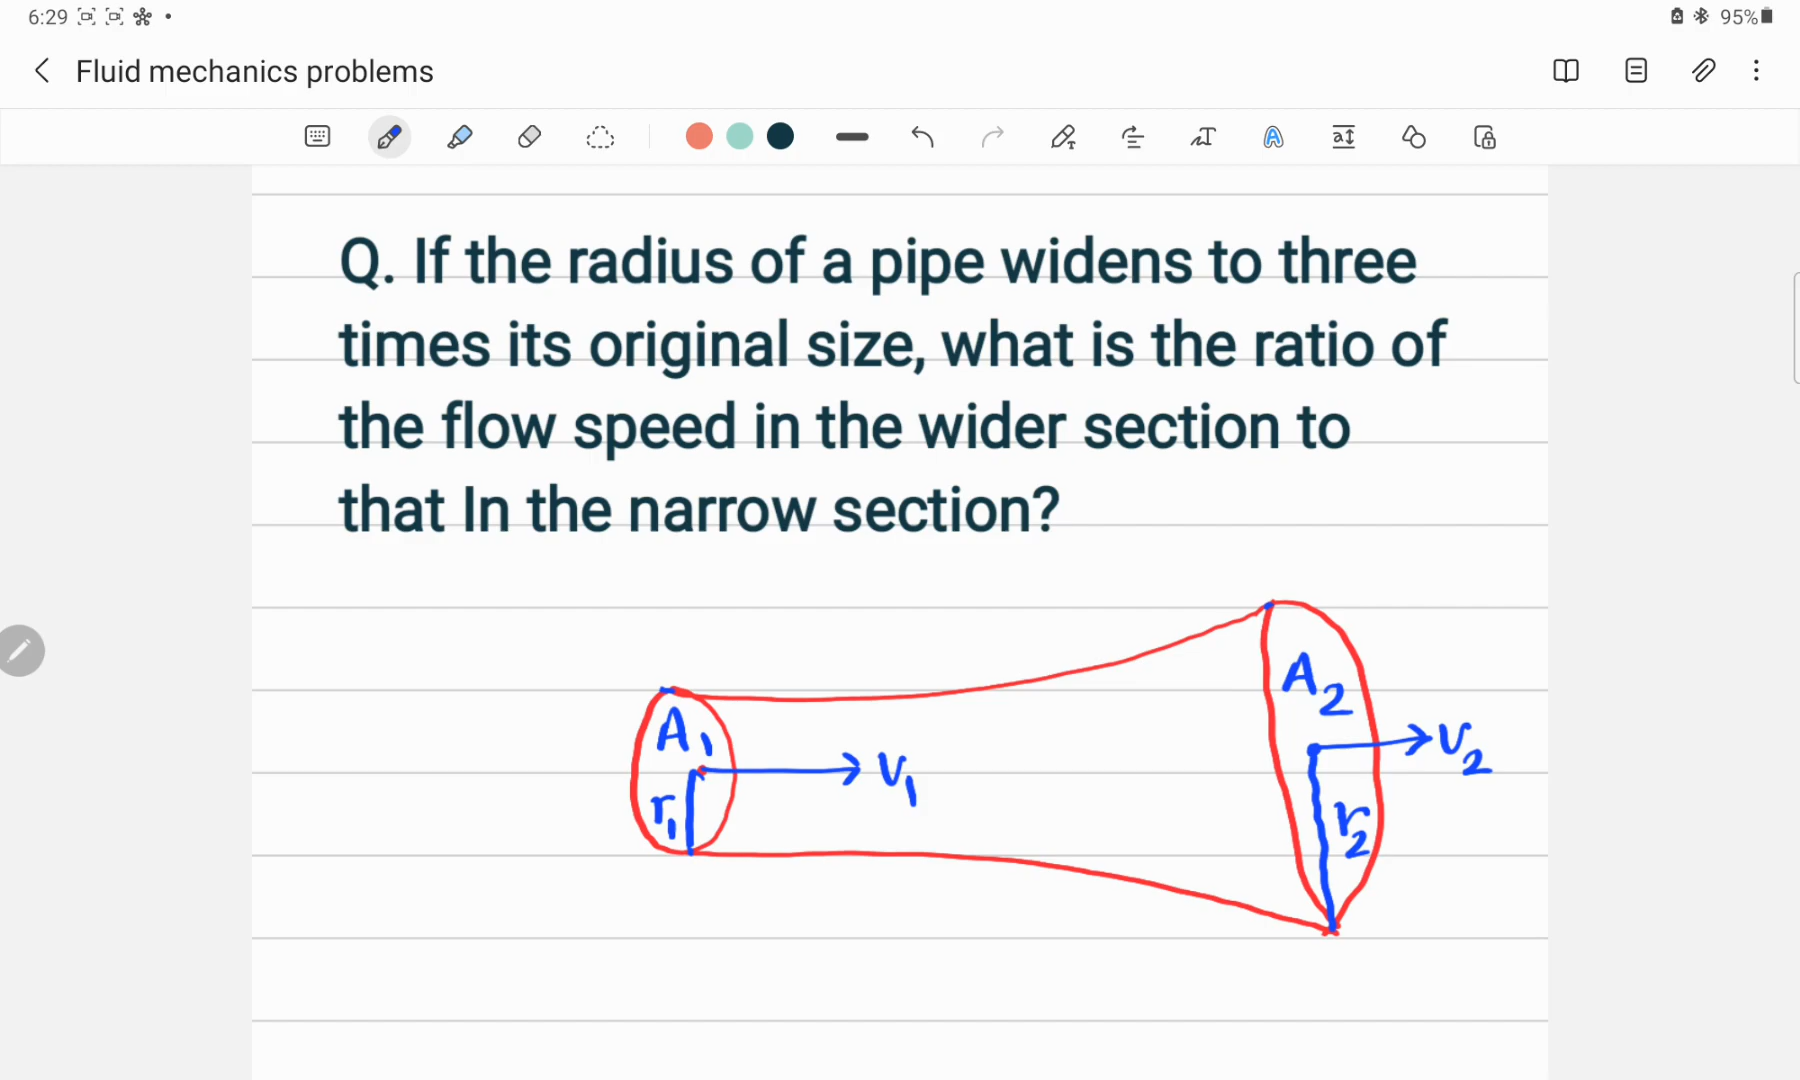 6:29
95%
Fluid mechanics problems
Q. If the radius of a pipe widens to three
times its original size, what is the ratio of
the flow speed in the wider section to
that In the narrow section?
A₁
r₁
v₁
A₂
v₂
r₂